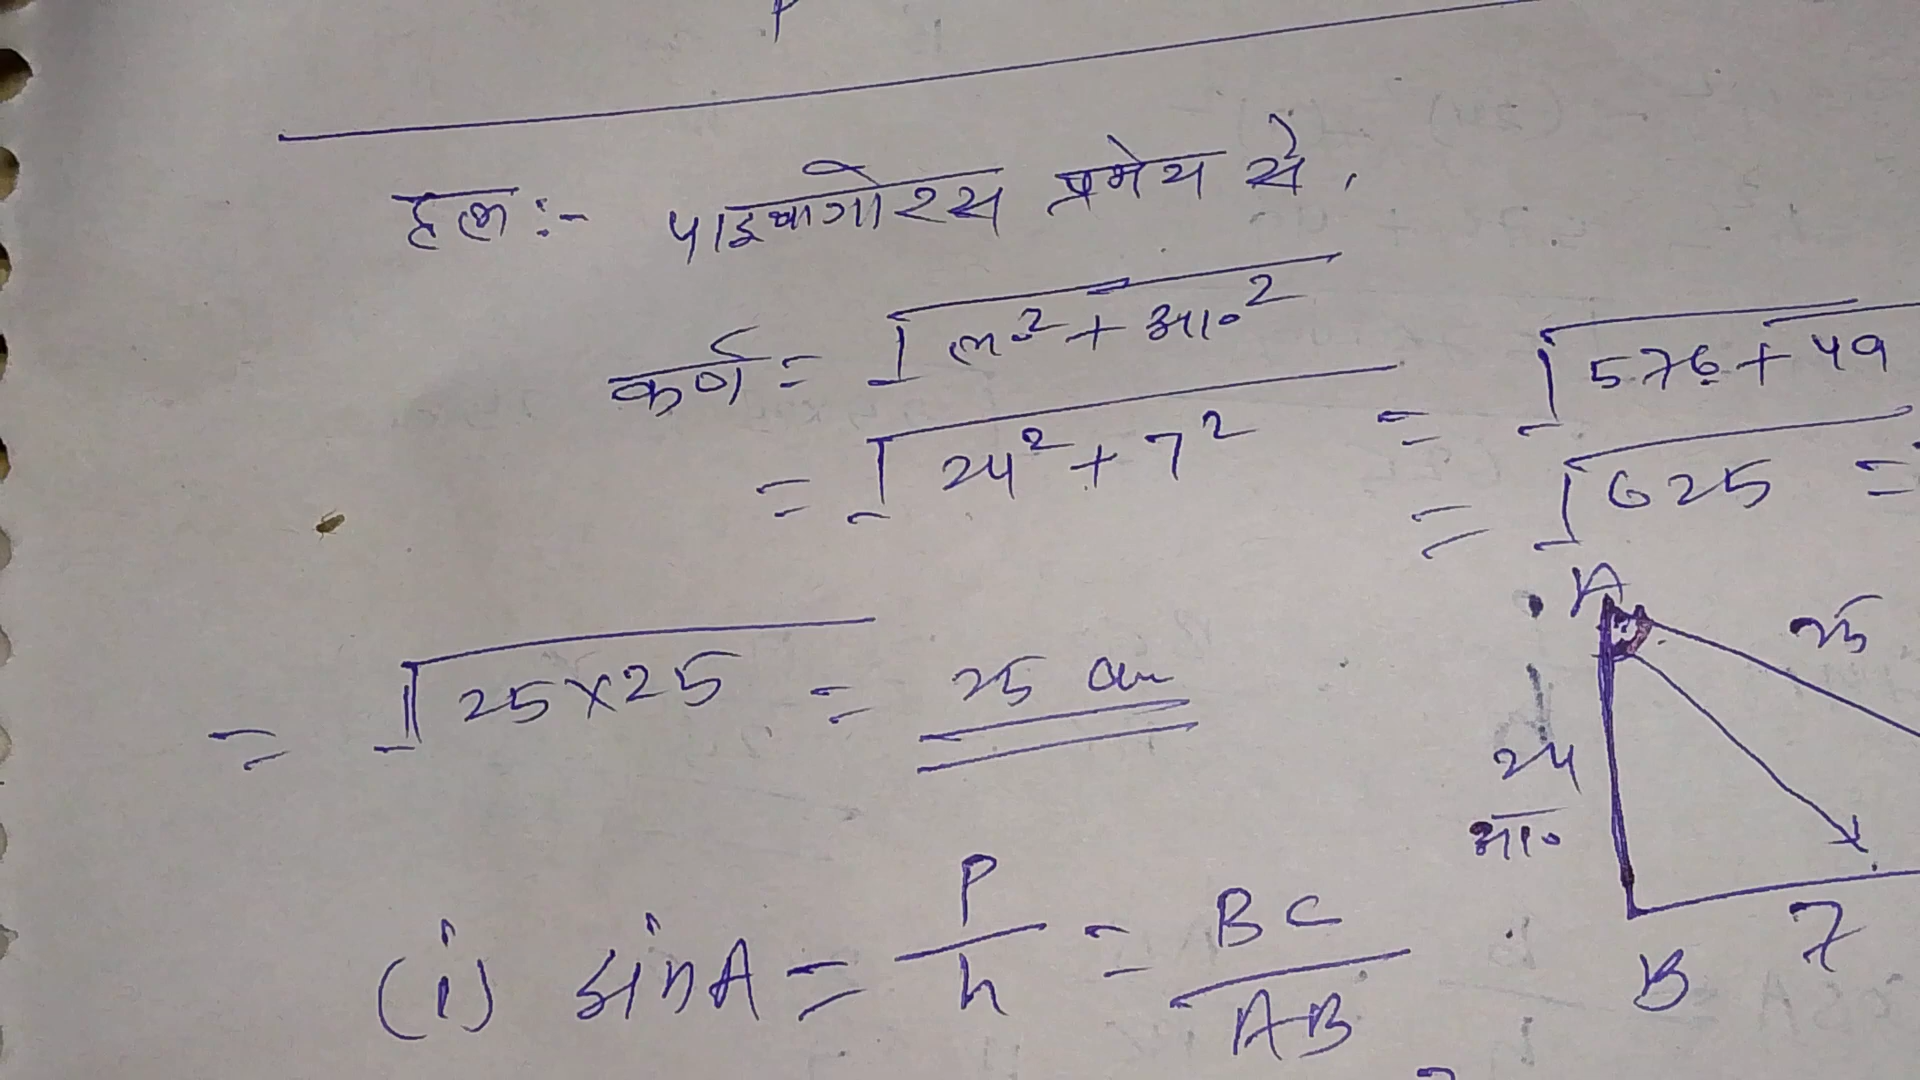 हल :- पाइथागोरस प्रमेय से,
कर्ण = √ल०² + आ०²
= √24² + 7² = √576 + 49
= √625 =
= √25×25 = 25 cm
A
25
24
आ०
B 7
(i) sinA = P/h = BC/AB